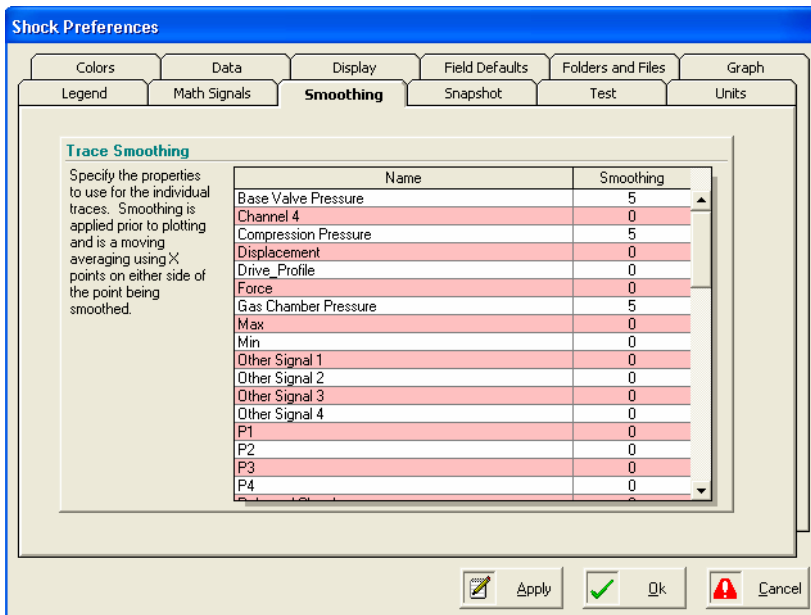 Shock Preferences
Colors Data Display Field Defaults Folders and Files Graph
Legend Math Signals Smoothing Snapshot Test Units
Trace Smoothing
Specify the properties
to use for the individual
traces. Smoothing is
applied prior to plotting
and is a moving
averaging using X
points on either side of
the point being
smoothed.
Name Smoothing
Base Valve Pressure 5
Channel 4 0
Compression Pressure 5
Displacement 0
Drive_Profile 0
Force 0
Gas Chamber Pressure 5
Max 0
Min 0
Other Signal 1 0
Other Signal 2 0
Other Signal 3 0
Other Signal 4 0
P1 0
P2 0
P3 0
P4 0
Apply Ok Cancel